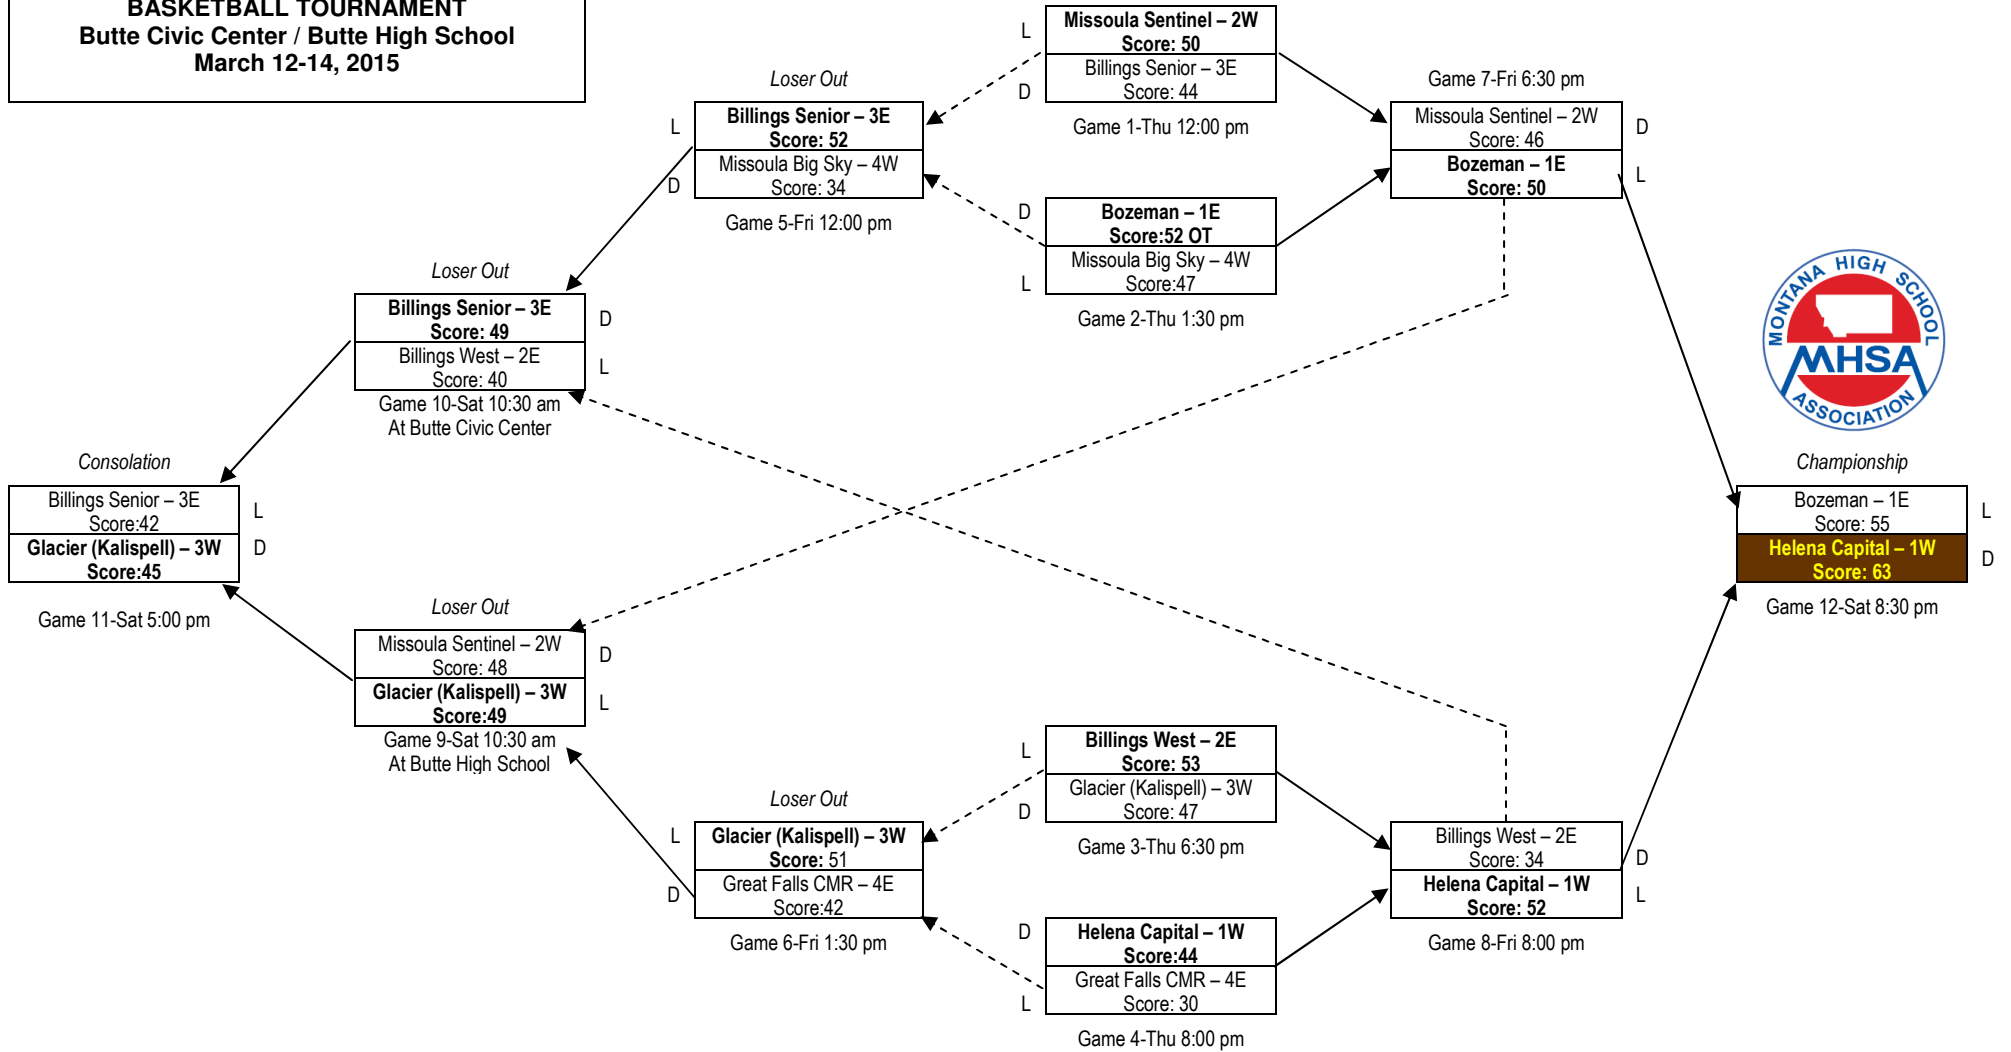 BASKETBALL TOURNAMENT
Butte Civic Center / Butte High School
March 12-14, 2015
L
Missoula Sentinel – 2W
Score: 50
Billings Senior – 3E
Score: 44
D
Game 1-Thu 12:00 pm
Loser Out
L
Billings Senior – 3E
Score: 52
Missoula Big Sky – 4W
Score: 34
D
Game 5-Fri 12:00 pm
D
Bozeman – 1E
Score:52 OT
Missoula Big Sky – 4W
Score:47
L
Game 2-Thu 1:30 pm
Game 7-Fri 6:30 pm
Missoula Sentinel – 2W
Score: 46
D
Bozeman – 1E
Score: 50
L
Loser Out
Billings Senior – 3E
Score: 49
D
Billings West – 2E
Score: 40
L
Game 10-Sat 10:30 am
At Butte Civic Center
MONTANA HIGH SCHOOL
MHSA
ASSOCIATION
Consolation
Billings Senior – 3E
Score:42
L
Glacier (Kalispell) – 3W
Score:45
D
Game 11-Sat 5:00 pm
Championship
Bozeman – 1E
Score: 55
L
Helena Capital – 1W
Score: 63
D
Game 12-Sat 8:30 pm
Loser Out
Missoula Sentinel – 2W
Score: 48
D
Glacier (Kalispell) – 3W
Score:49
L
Game 9-Sat 10:30 am
At Butte High School
L
Billings West – 2E
Score: 53
Glacier (Kalispell) – 3W
Score: 47
D
Game 3-Thu 6:30 pm
Loser Out
L
Glacier (Kalispell) – 3W
Score: 51
Great Falls CMR – 4E
Score:42
D
Game 6-Fri 1:30 pm
D
Helena Capital – 1W
Score:44
Great Falls CMR – 4E
Score: 30
L
Game 4-Thu 8:00 pm
Billings West – 2E
Score: 34
D
Helena Capital – 1W
Score: 52
L
Game 8-Fri 8:00 pm